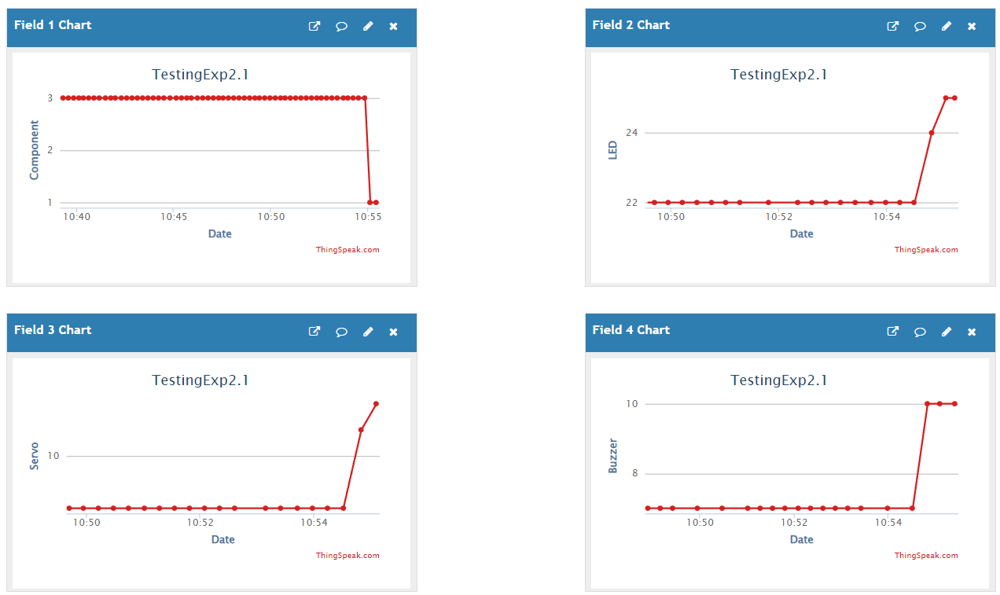 Field 1 Chart
TestingExp2.1
Component
3
2
1
10:40 10:45 10:50 10:55
Date
ThingSpeak.com
Field 2 Chart
TestingExp2.1
LED
24
22
10:50 10:52 10:54
Date
ThingSpeak.com
Field 3 Chart
TestingExp2.1
Servo
10
10:50 10:52 10:54
Date
ThingSpeak.com
Field 4 Chart
TestingExp2.1
Buzzer
10
8
10:50 10:52 10:54
Date
ThingSpeak.com